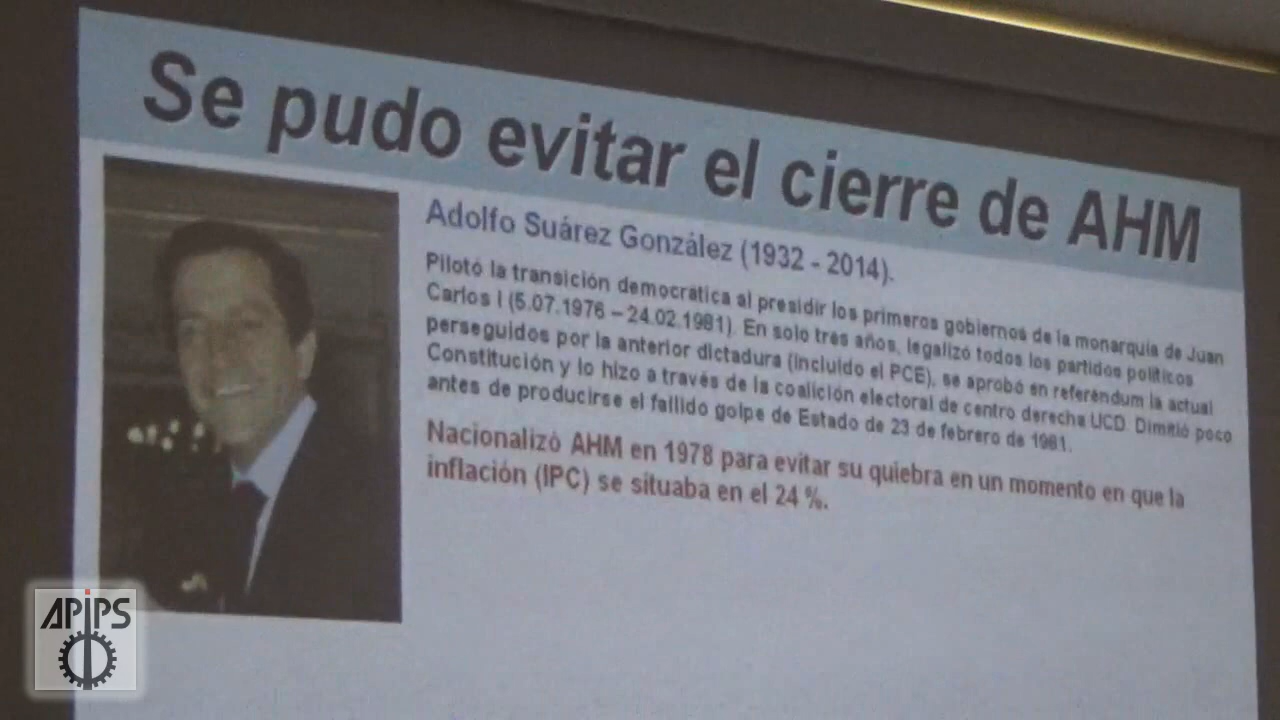 Se pudo evitar el cierre de AHM
Adolfo Suárez González (1932 - 2014).
Pilotó la transición democrática al presidir los primeros gobiernos de la monarquía de Juan
Carlos I (5.07.1976 – 24.02.1981). En solo tres años, legalizó todos los partidos políticos
perseguidos por la anterior dictadura (incluido el PCE), se aprobó en referéndum la actual
Constitución y lo hizo a través de la coalición electoral de centro derecha UCD. Dimitió poco
antes de producirse el fallido golpe de Estado de 23 de febrero de 1981.
Nacionalizó AHM en 1978 para evitar su quiebra en un momento en que la
inflación (IPC) se situaba en el 24 %.
APIPS